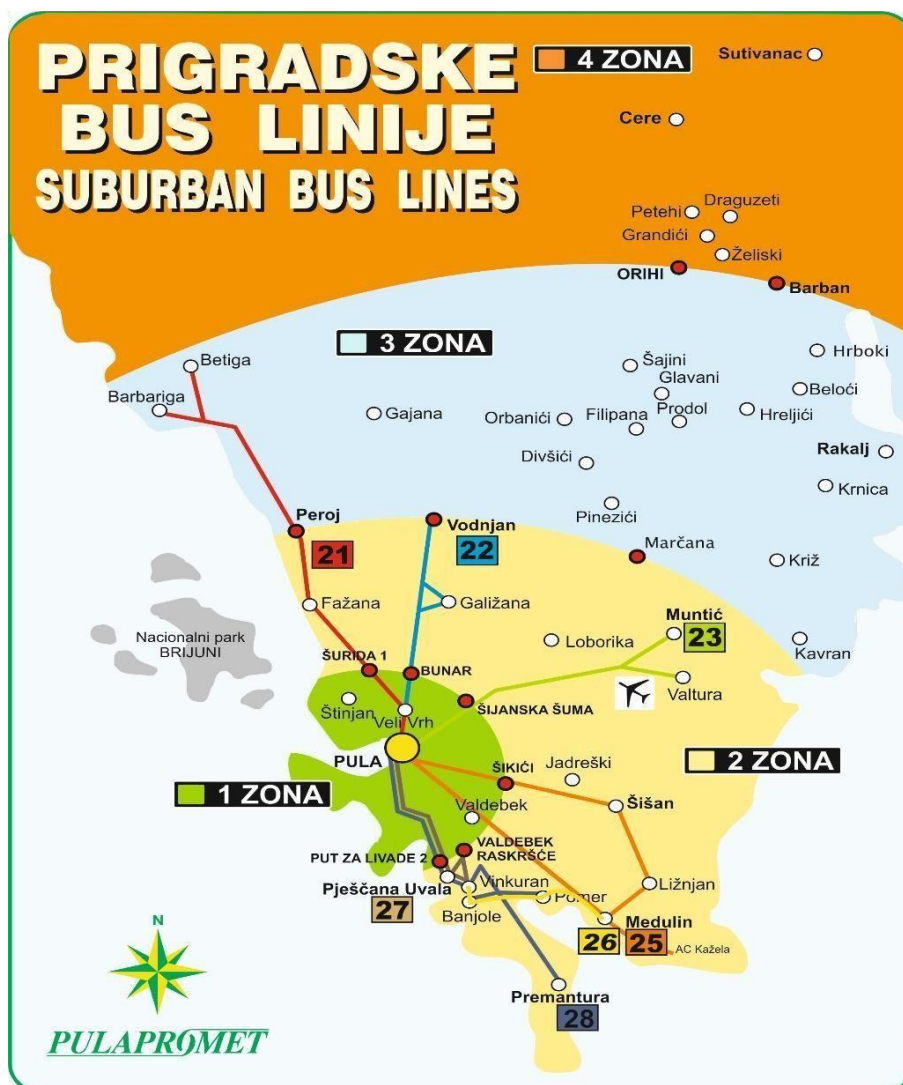 PRIGRADSKE
BUS LINIJE
SUBURBAN BUS LINES
4 ZONA
Sutivanac
Cere
Draguzeti
Petehi
Grandići
Želiski
ORIHI
Barban
3 ZONA
Betiga
Barbariga
Gajana
Hrboki
Šajini
Glavani
Beloći
Orbanići
Filipana
Prodol
Hreljići
Divšići
Rakalj
Krnica
Pinezići
Peroj
21
Vodnjan
22
Marčana
Križ
Fažana
Galižana
Muntić
23
Loborika
Kavran
Nacionalni park
BRIJUNI
ŠURIDA 1
BUNAR
Valtura
Štinjan
Veli Vrh
ŠIJANSKA ŠUMA
PULA
2 ZONA
Jadreški
ŠIKIĆI
1 ZONA
Valdebek
Šišan
VALDEBEK
RASKRŠĆE
PUT ZA LIVADE 2
Pješčana Uvala
27
Vinkuran
Banjole
Pomer
Ližnjan
Medulin
26
25
AC Kažela
Premantura
28
N
PULAPROMET